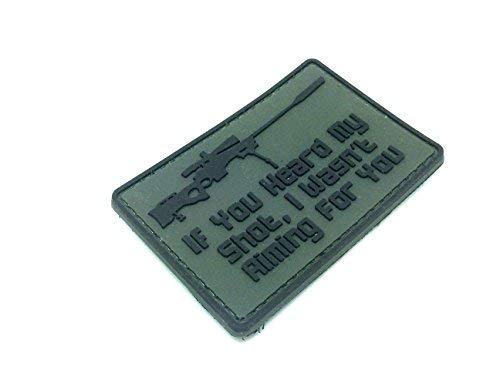 If You Heard My
Shot, I Wasn't
Aiming For You